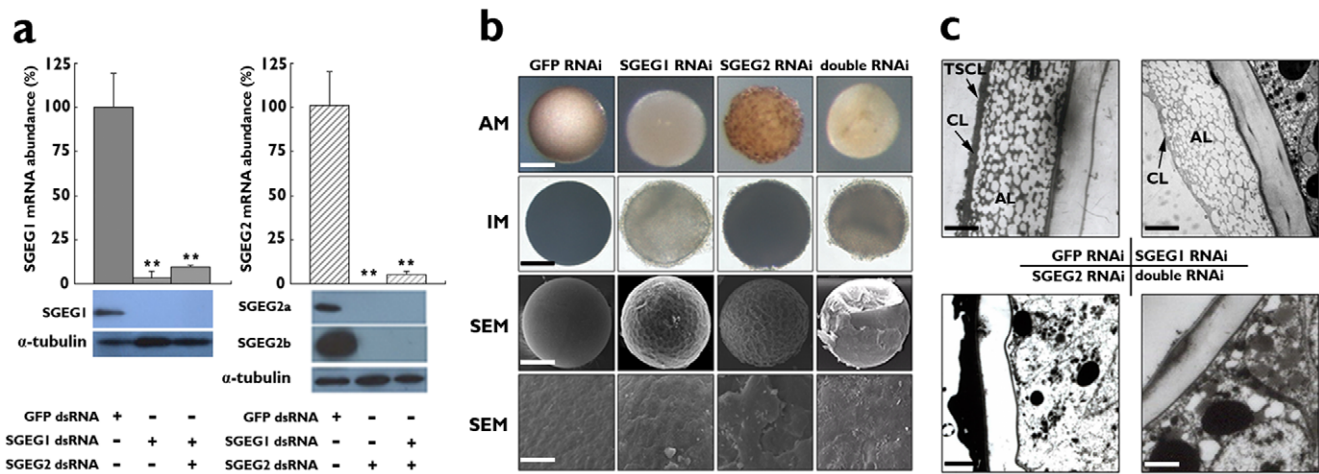 a
SGEG1 mRNA abundance (%)
125
100
75
50
25
0
** **
SGEG1
α-tubulin
GFP dsRNA + - -
SGEG1 dsRNA - + +
SGEG2 dsRNA - - +
SGEG2 mRNA abundance (%)
125
100
75
50
25
0
** **
SGEG2a
SGEG2b
α-tubulin
GFP dsRNA + - -
SGEG1 dsRNA - - +
SGEG2 dsRNA - + +
b
GFP RNAi SGEG1 RNAi SGEG2 RNAi double RNAi
AM
IM
SEM
SEM
c
TSCL
CL
AL
AL
CL
GFP RNAi SGEG1 RNAi
SGEG2 RNAi double RNAi